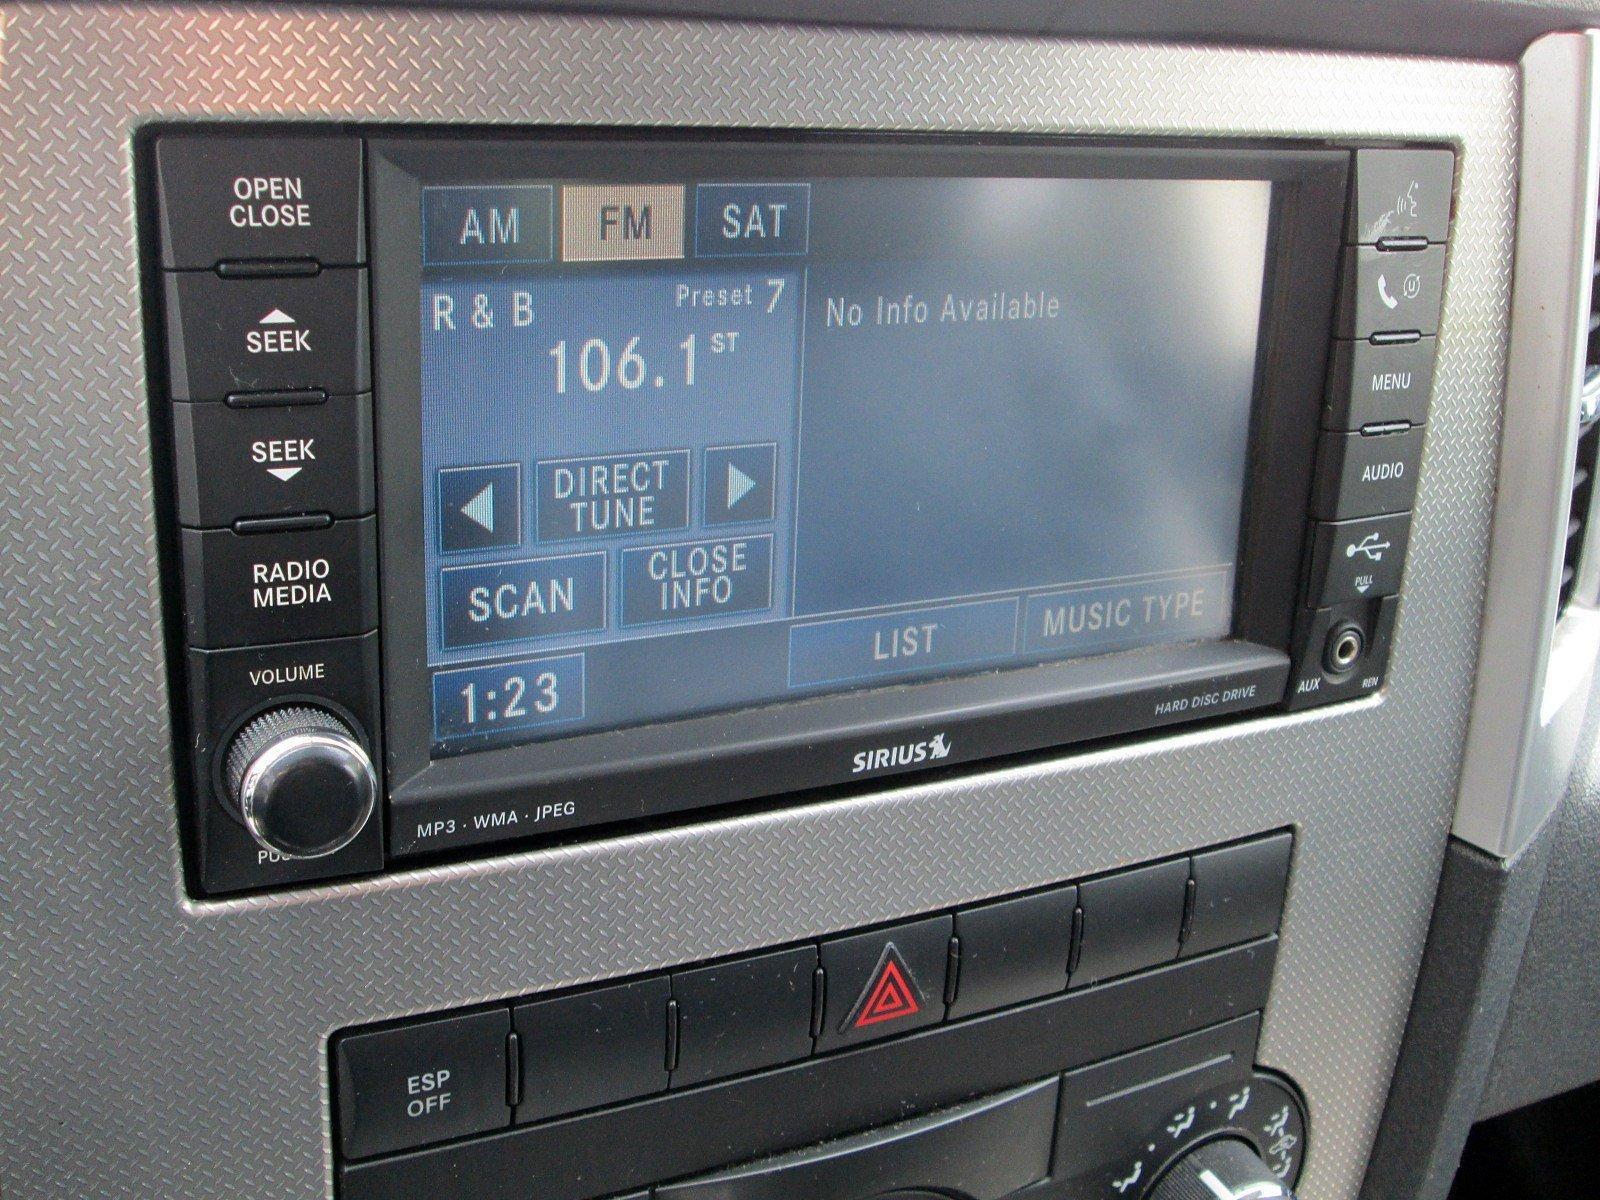 OPEN
CLOSE
SEEK
SEEK
RADIO
MEDIA
VOLUME
AM FM SAT
R & B Preset 7
106.1 ST
No Info Available
DIRECT
TUNE
SCAN
CLOSE
INFO
LIST
MUSIC TYPE
1:23
MENU
AUDIO
PULL
AUX
REN
HARD DISC DRIVE
SIRIUS
MP3 · WMA · JPEG
ESP
OFF